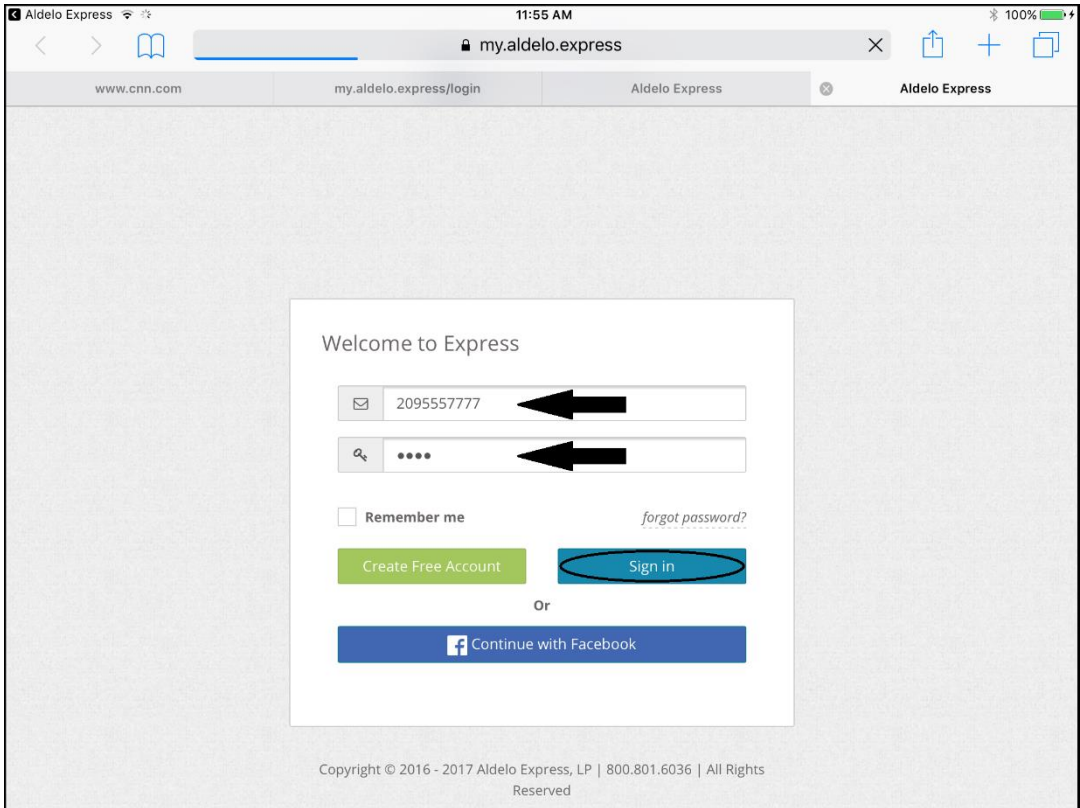 Aldelo Express 11:55 AM 100%
my.aldelo.express
www.cnn.com my.aldelo.express/login Aldelo Express Aldelo Express
Welcome to Express
2095557777
••••
Remember me forgot password?
Create Free Account Sign in
Or
f Continue with Facebook
Copyright © 2016 - 2017 Aldelo Express, LP | 800.801.6036 | All Rights
Reserved